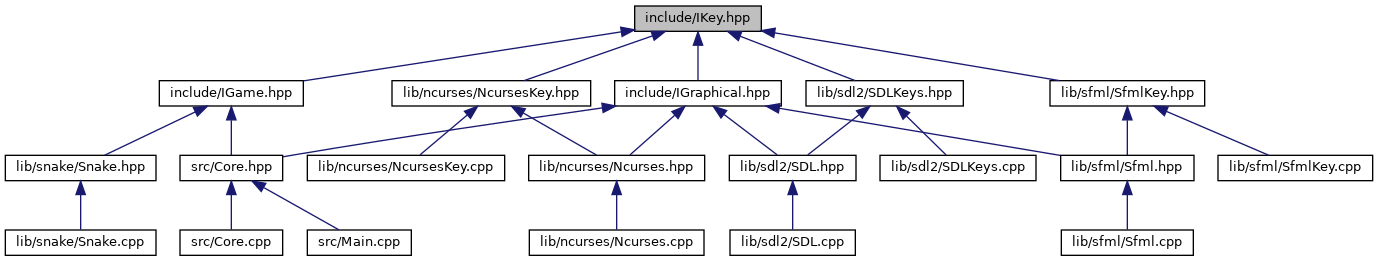 include/IKey.hpp
include/IGame.hpp
lib/ncurses/NcursesKey.hpp
include/IGraphical.hpp
lib/sdl2/SDLKeys.hpp
lib/sfml/SfmlKey.hpp
lib/snake/Snake.hpp
src/Core.hpp
lib/ncurses/NcursesKey.cpp
lib/ncurses/Ncurses.hpp
lib/sdl2/SDL.hpp
lib/sdl2/SDLKeys.cpp
lib/sfml/Sfml.hpp
lib/sfml/SfmlKey.cpp
lib/snake/Snake.cpp
src/Core.cpp
src/Main.cpp
lib/ncurses/Ncurses.cpp
lib/sdl2/SDL.cpp
lib/sfml/Sfml.cpp